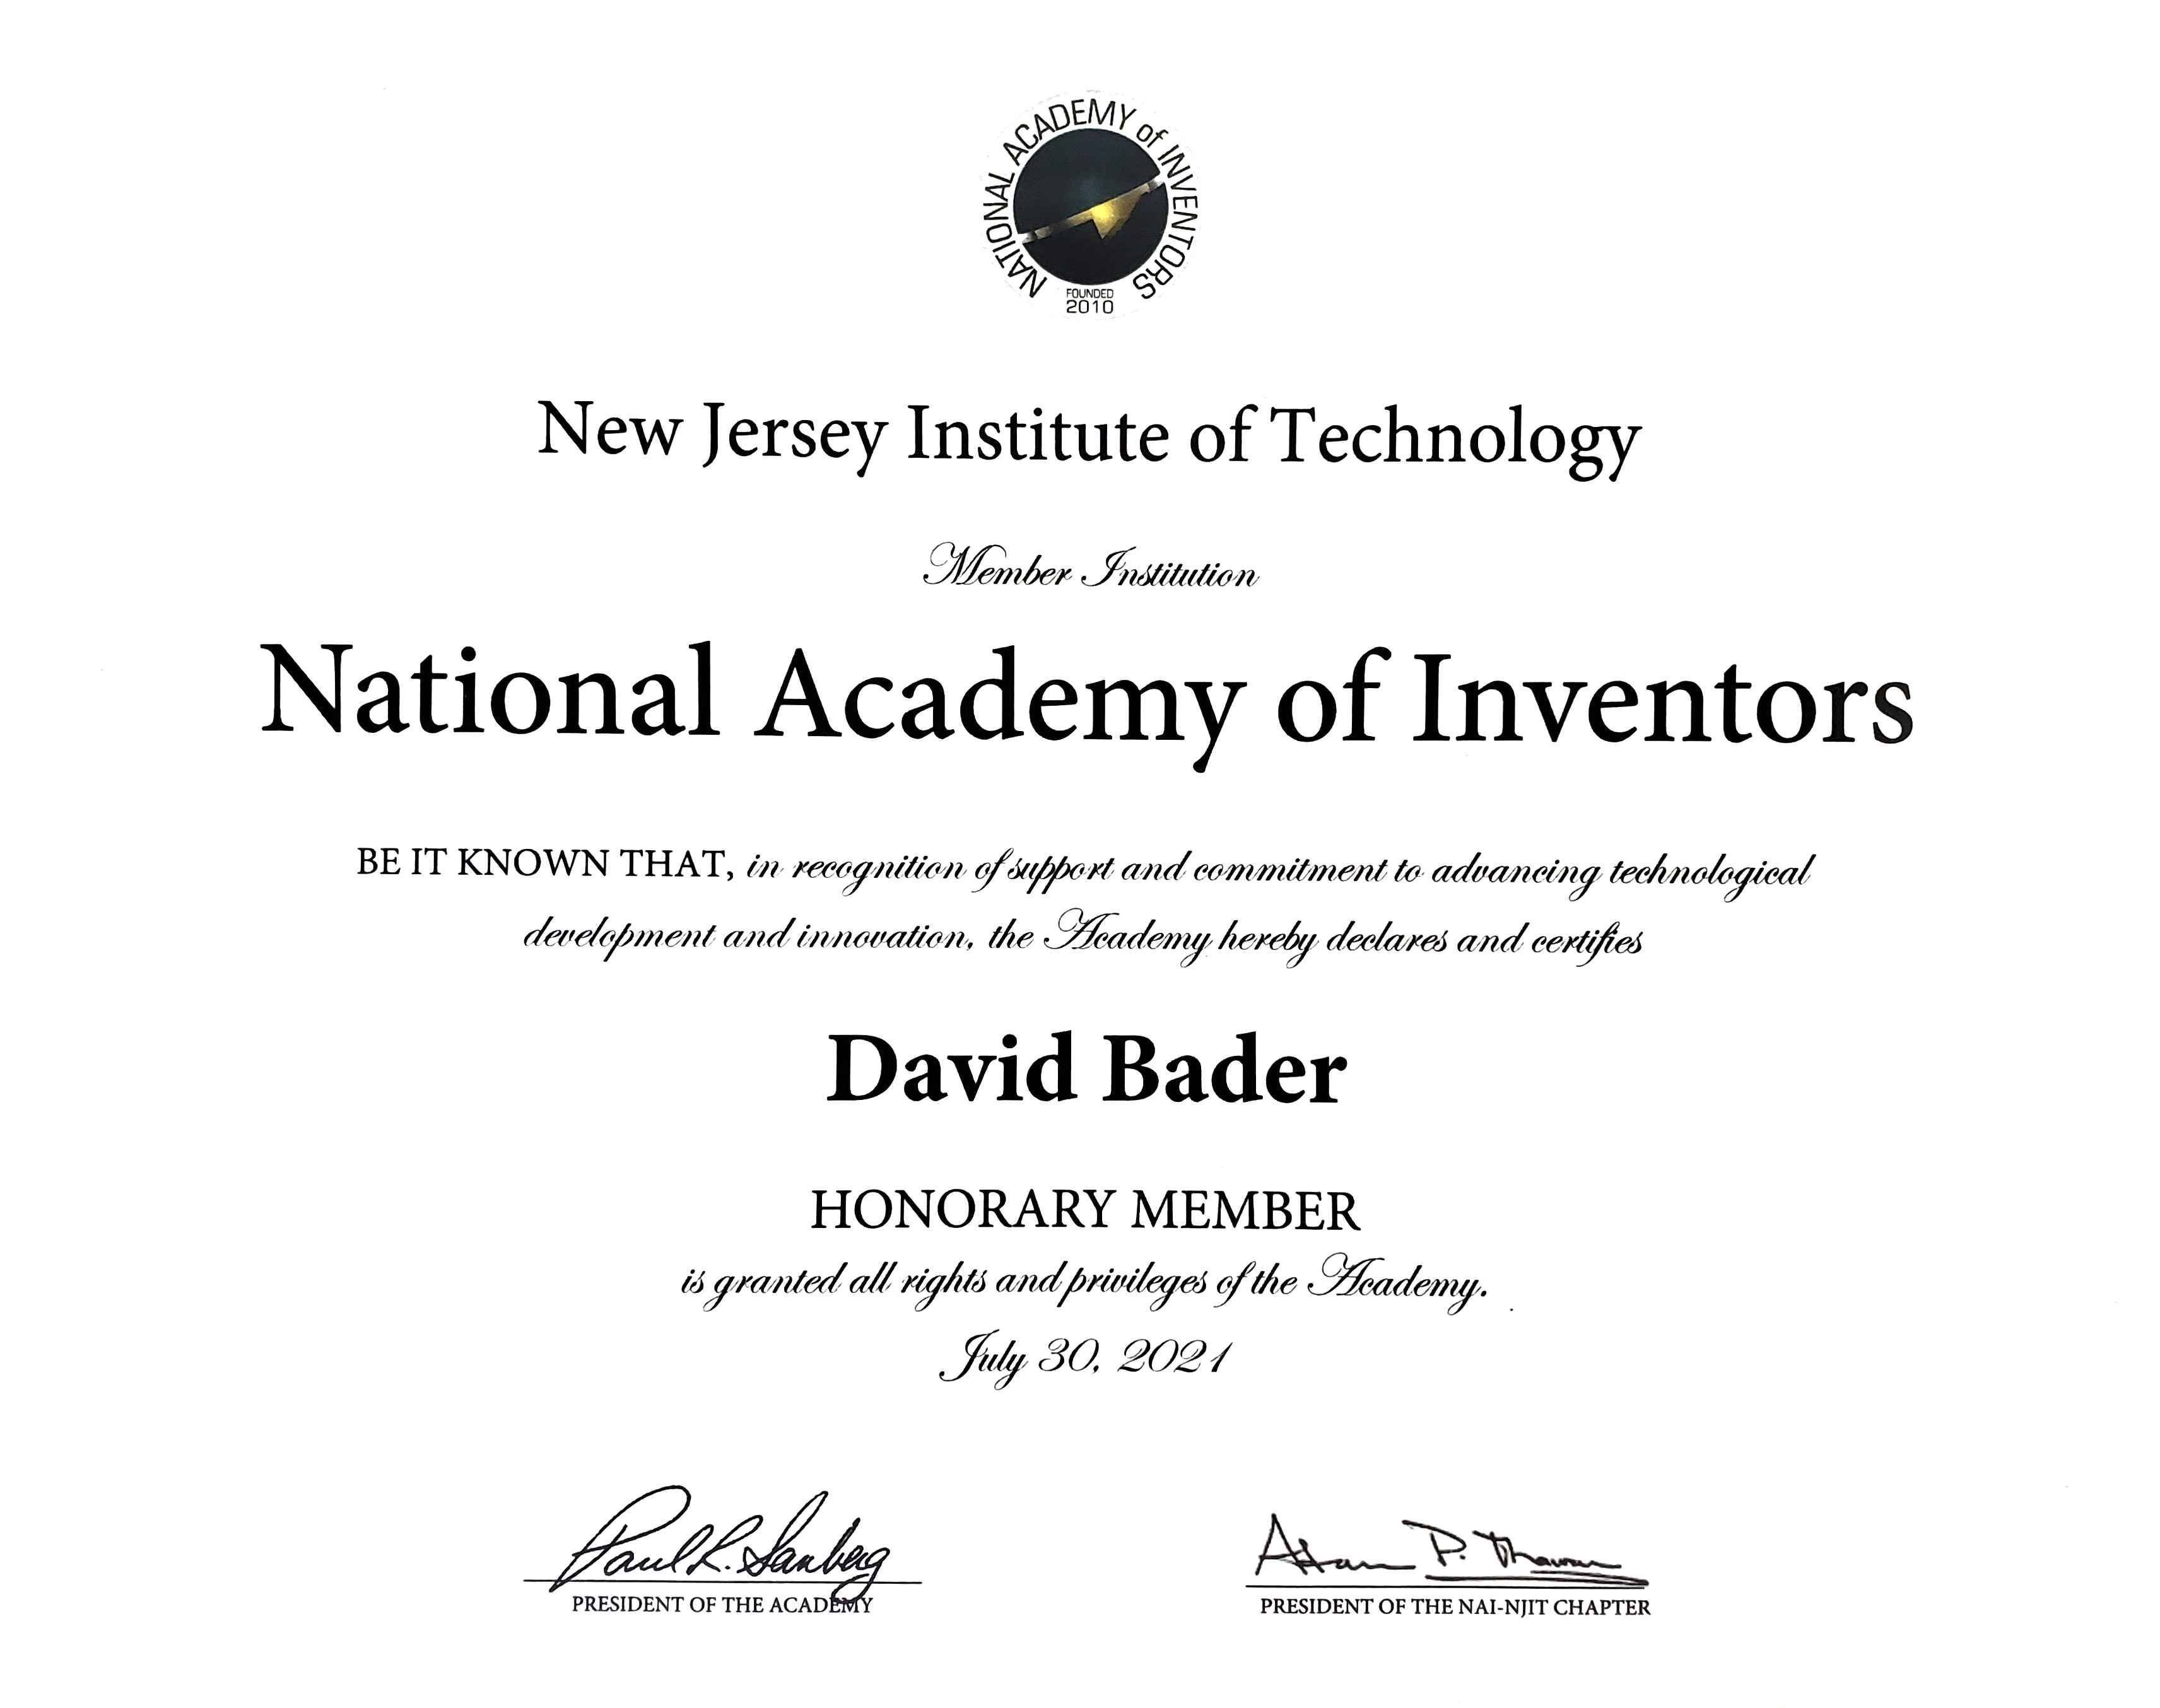 NATIONAL ACADEMY of INVENTORS
FOUNDED
2010
New Jersey Institute of Technology
Member Institution
National Academy of Inventors
BE IT KNOWN THAT, in recognition of support and commitment to advancing technological
development and innovation, the Academy hereby declares and certifies
David Bader
HONORARY MEMBER
is granted all rights and privileges of the Academy.
July 30, 2021
Paul R. Sanberg
PRESIDENT OF THE ACADEMY
PRESIDENT OF THE NAI-NJIT CHAPTER